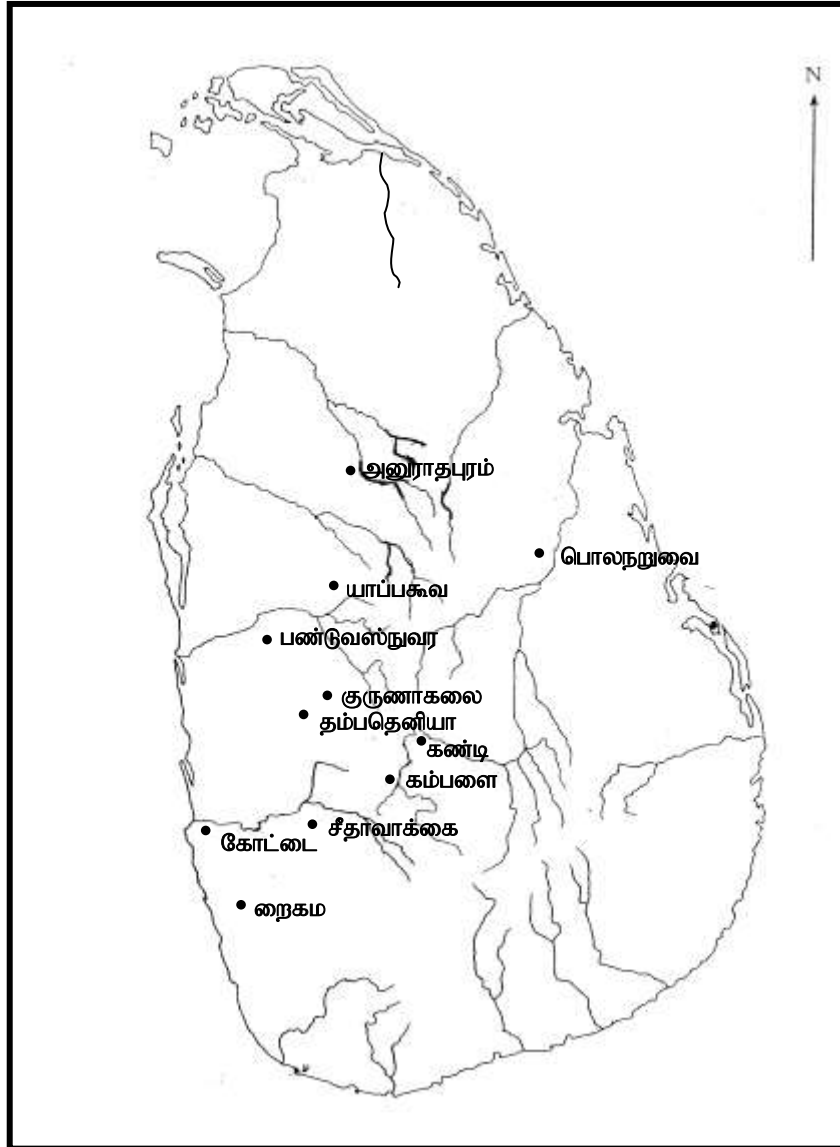 N
அனுராதபுரம்
பொலநறுவை
யாப்பகூவ
பண்டுவஸ்நுவர
குருணாகலை
தம்பதெனியா
கண்டி
கம்பளை
சீதாவாக்கை
கோட்டை
றைகம